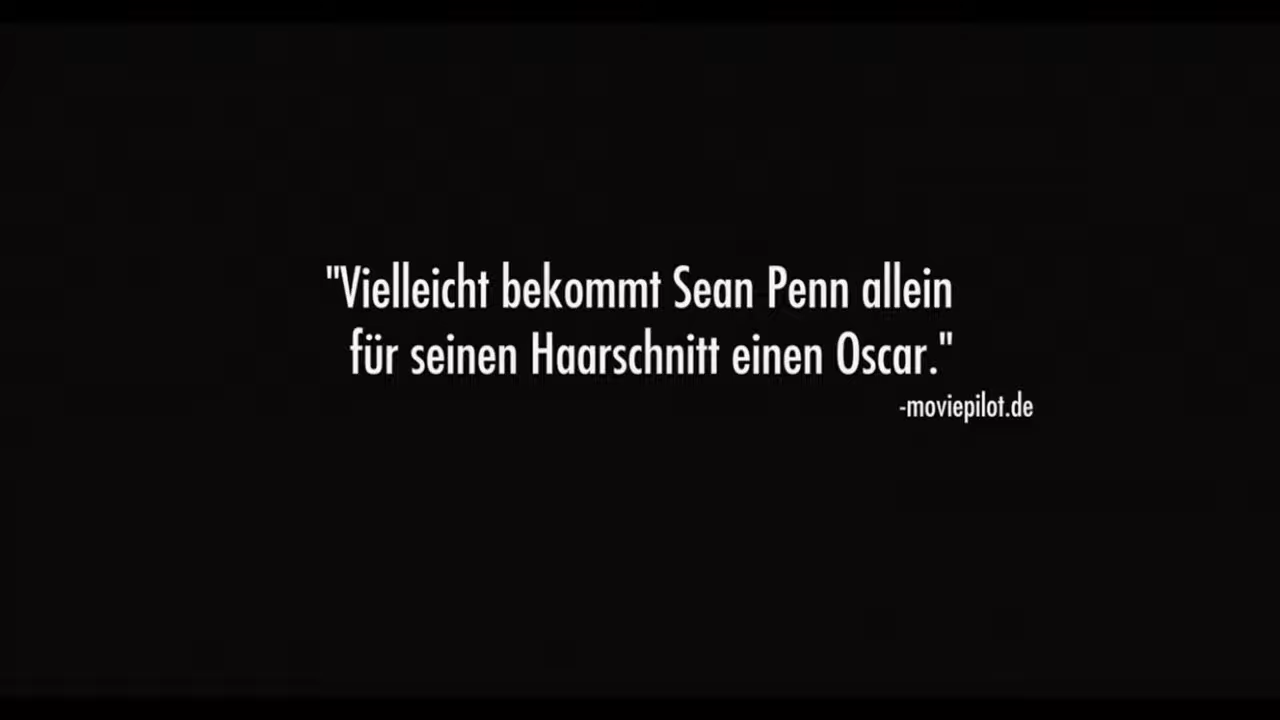 "Vielleicht bekommt Sean Penn allein
für seinen Haarschnitt einen Oscar."
-moviepilot.de